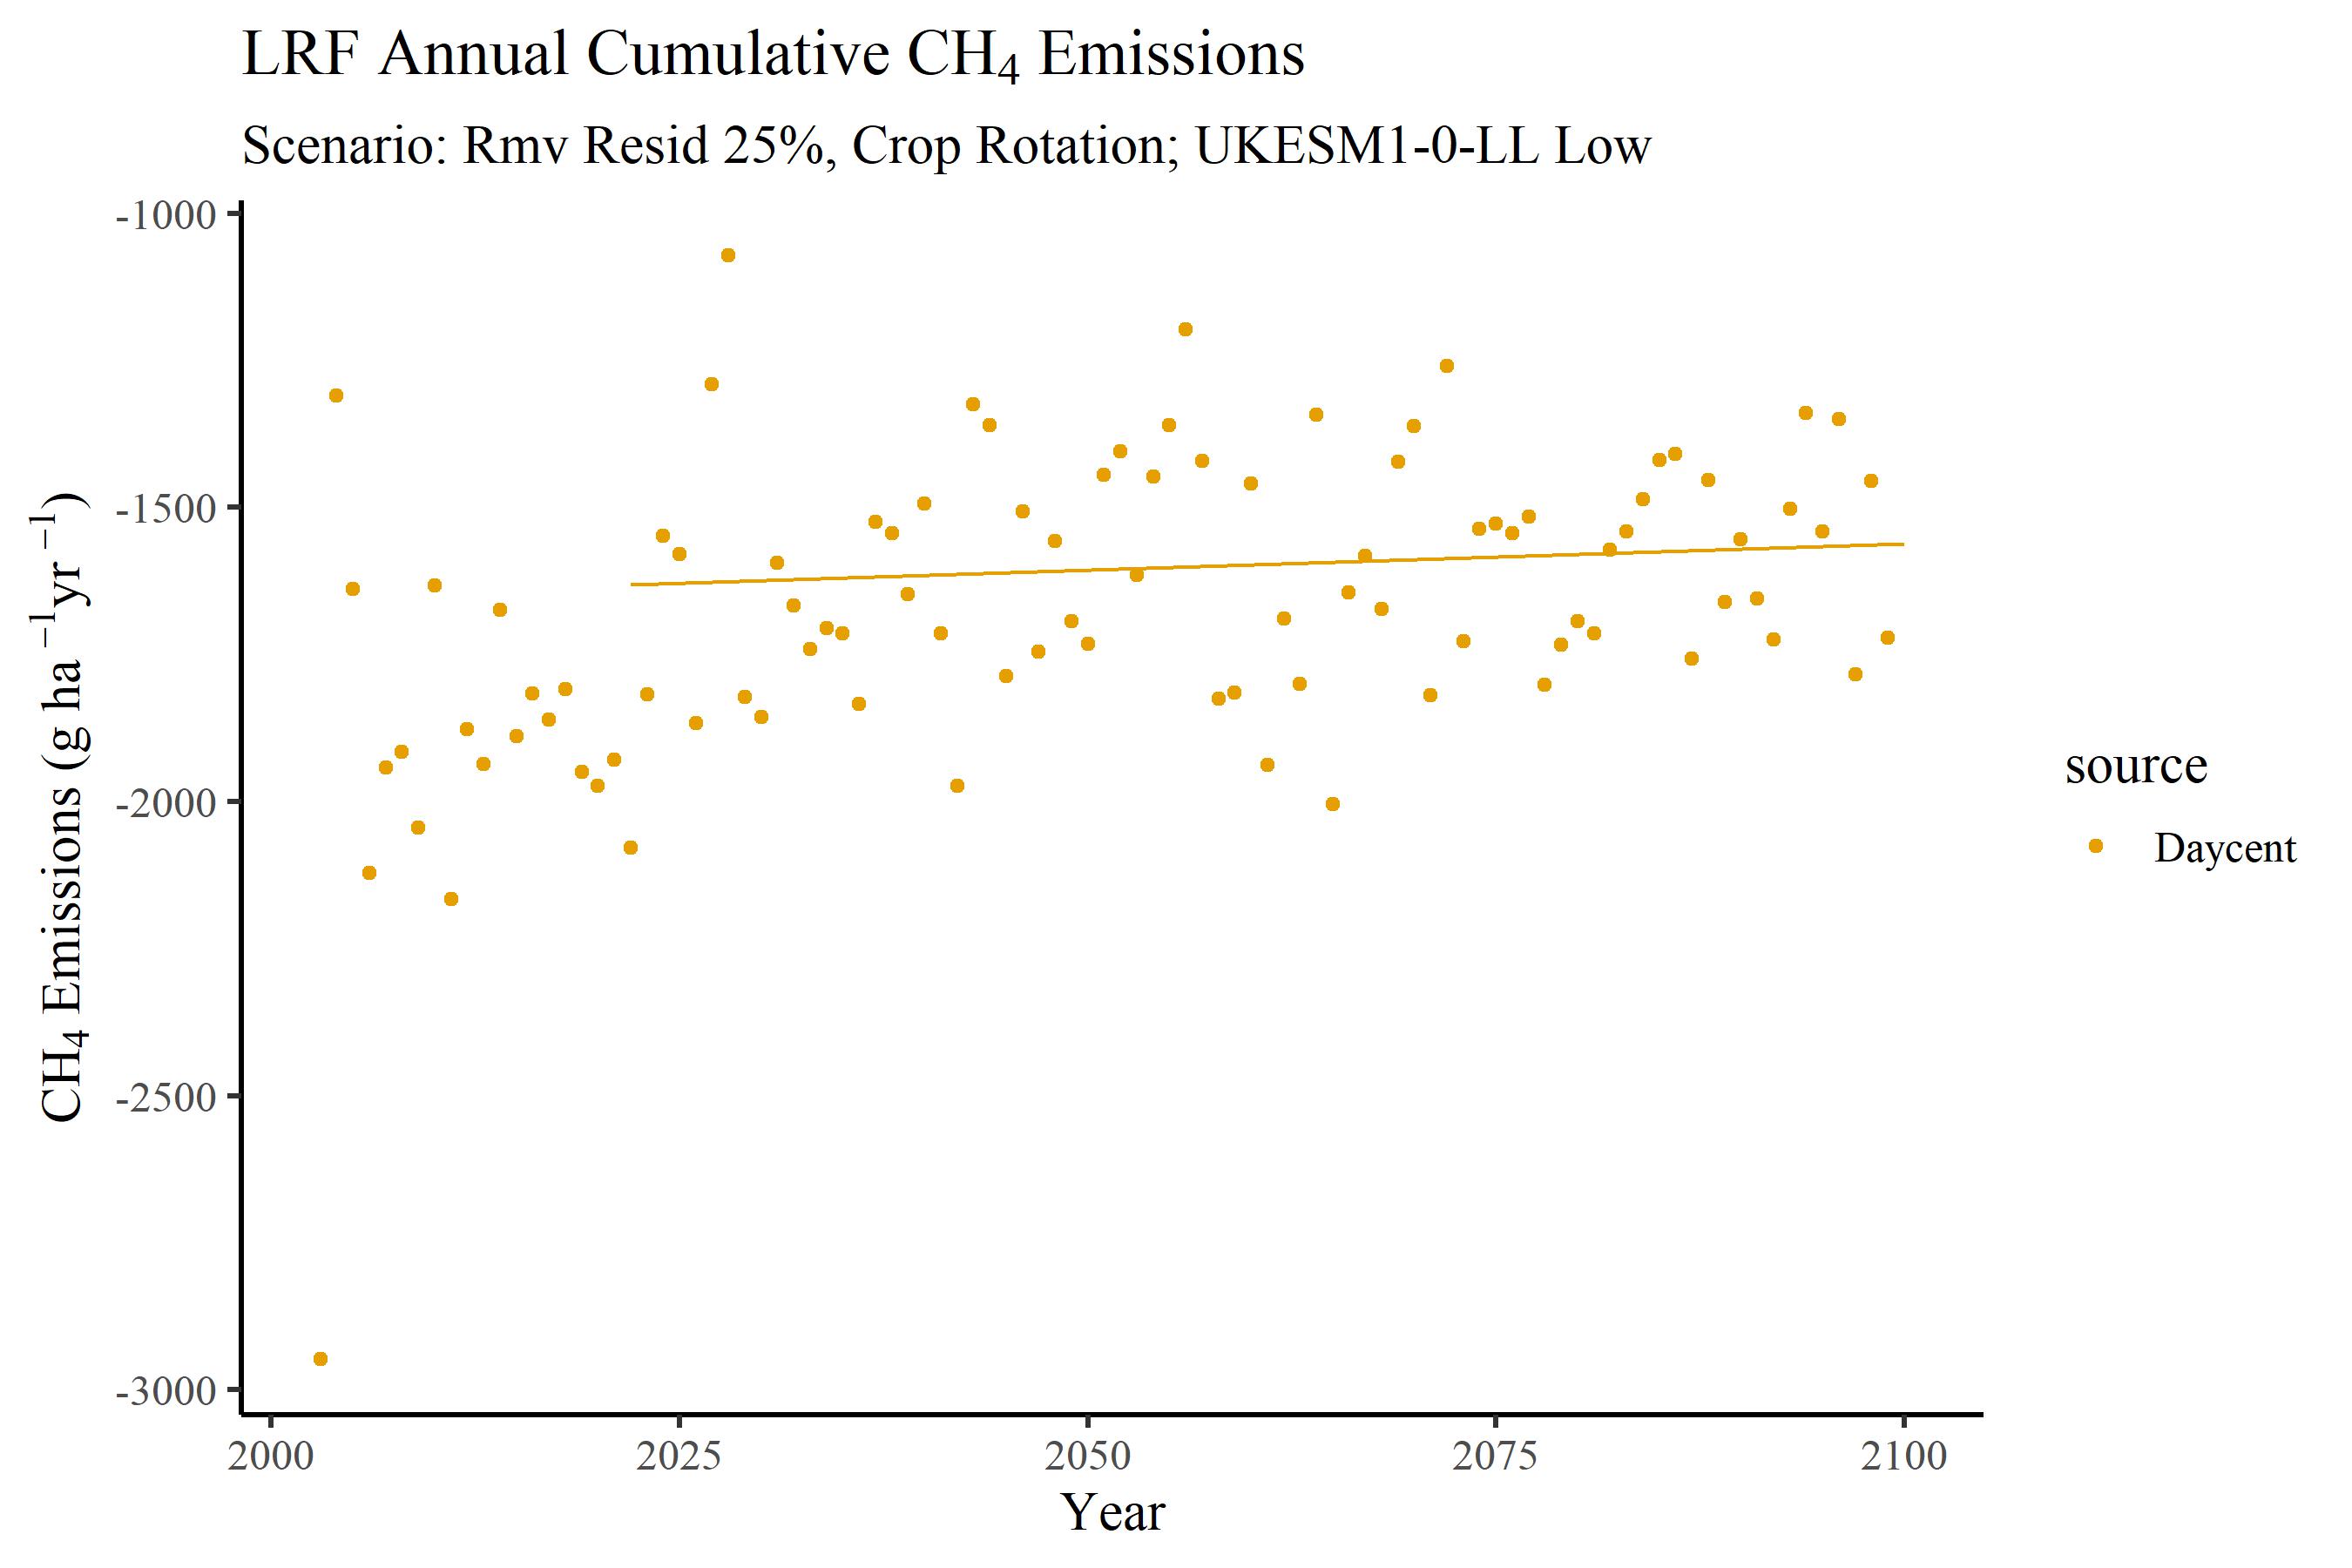 LRF Annual Cumulative CH₄ Emissions
Scenario: Rmv Resid 25%, Crop Rotation; UKESM1-0-LL Low
CH₄ Emissions (g ha⁻¹yr⁻¹)
-1000
-1500
-2000
-2500
-3000
2000 2025 2050 2075 2100
Year
source
Daycent